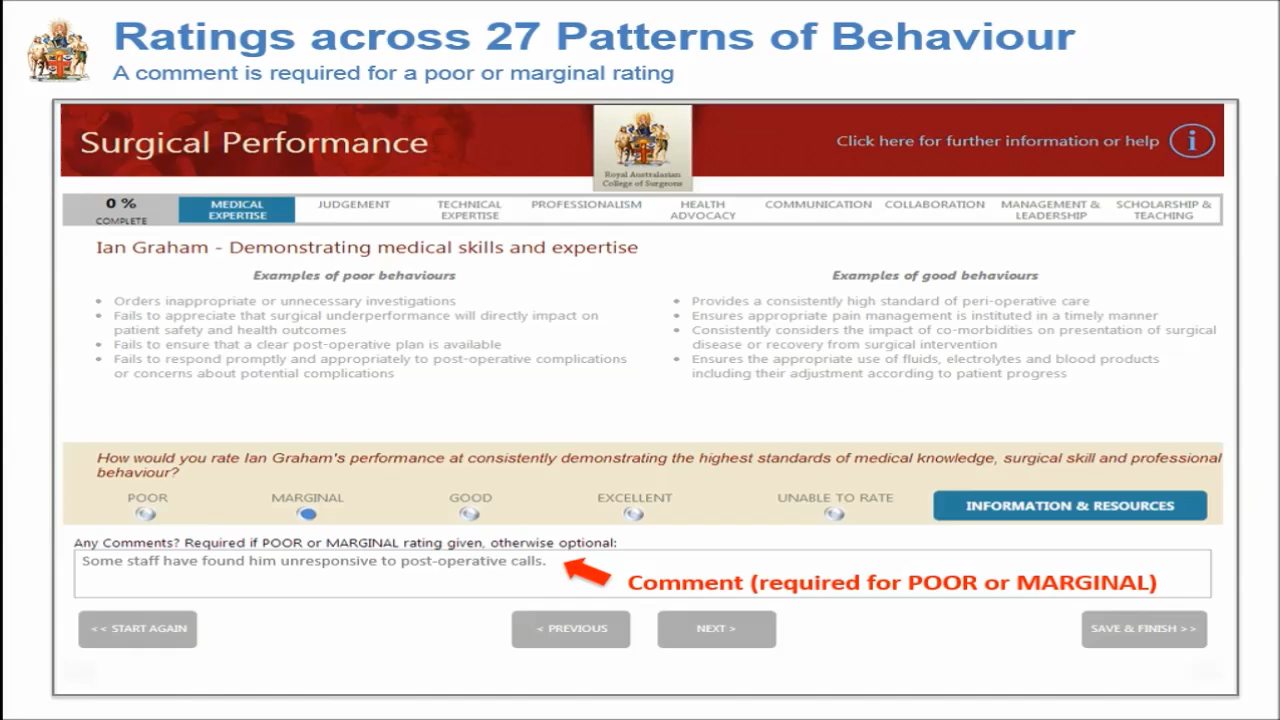 Ratings across 27 Patterns of Behaviour
A comment is required for a poor or marginal rating
Surgical Performance
Royal Australasian
College of Surgeons
Click here for further information or help
i
0 %
COMPLETE
MEDICAL
EXPERTISE
JUDGEMENT
TECHNICAL
EXPERTISE
PROFESSIONALISM
HEALTH
ADVOCACY
COMMUNICATION
COLLABORATION
MANAGEMENT &
LEADERSHIP
SCHOLARSHIP &
TEACHING
Ian Graham - Demonstrating medical skills and expertise
Examples of poor behaviours
• Orders inappropriate or unnecessary investigations
• Fails to appreciate that surgical underperformance will directly impact on
patient safety and health outcomes
• Fails to ensure that a clear post-operative plan is available
• Fails to respond promptly and appropriately to post-operative complications
or concerns about potential complications
Examples of good behaviours
• Provides a consistently high standard of peri-operative care
• Ensures appropriate pain management is instituted in a timely manner
• Consistently considers the impact of co-morbidities on presentation of surgical
disease or recovery from surgical intervention
• Ensures the appropriate use of fluids, electrolytes and blood products
including their adjustment according to patient progress
How would you rate Ian Graham's performance at consistently demonstrating the highest standards of medical knowledge, surgical skill and professional
behaviour?
POOR
MARGINAL
GOOD
EXCELLENT
UNABLE TO RATE
INFORMATION & RESOURCES
Any Comments? Required if POOR or MARGINAL rating given, otherwise optional:
Some staff have found him unresponsive to post-operative calls.
Comment (required for POOR or MARGINAL)
<< START AGAIN
< PREVIOUS
NEXT >
SAVE & FINISH >>